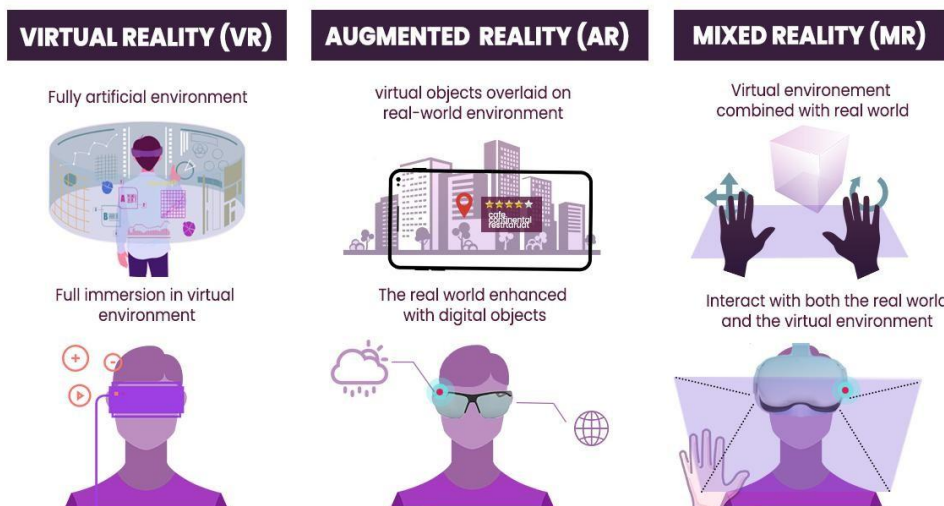 VIRTUAL REALITY (VR)
Fully artificial environment
Full immersion in virtual
environment
AUGMENTED REALITY (AR)
virtual objects overlaid on
real-world environment
cafe
continental
The real world enhanced
with digital objects
MIXED REALITY (MR)
Virtual environement
combined with real world
Interact with both the real world
and the virtual environment